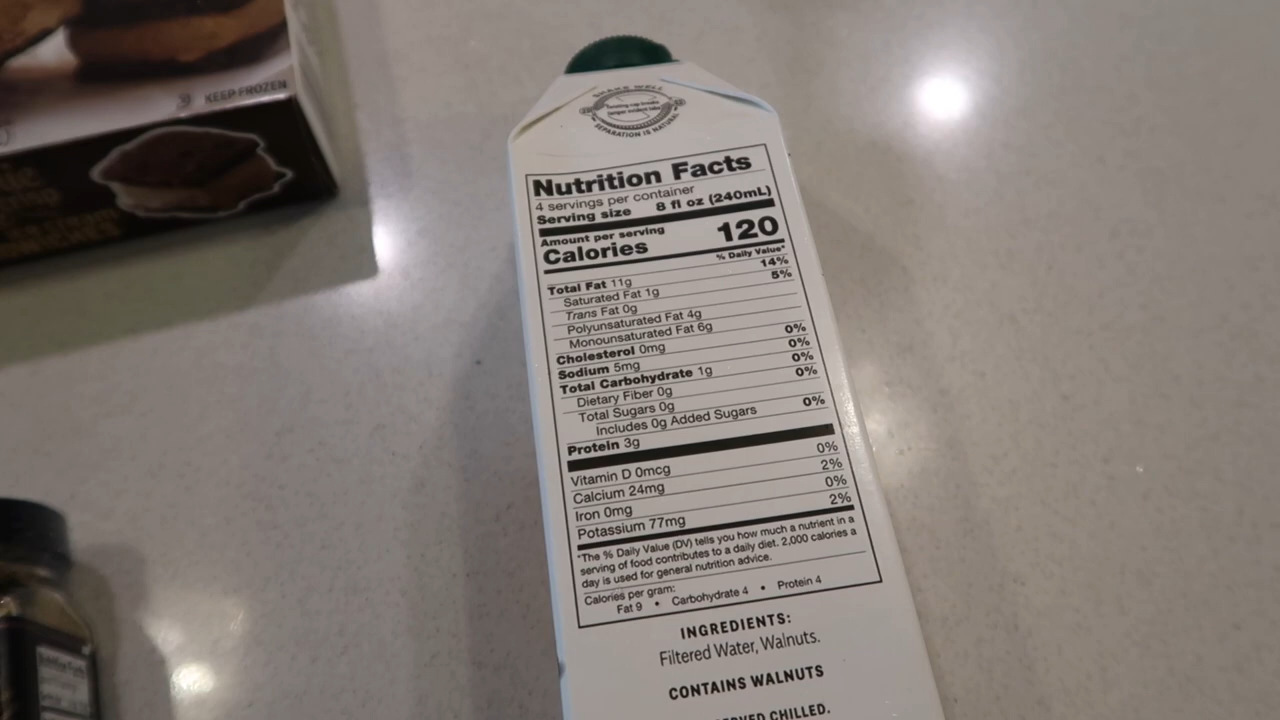 KEEP FROZEN
SHAKE WELL
SEPARATION IS NATURAL
Nutrition Facts
4 servings per container
Serving size 8 fl oz (240mL)
Amount per serving
Calories 120
% Daily Value*
Total Fat 11g 14%
Saturated Fat 1g 5%
Trans Fat 0g
Polyunsaturated Fat 4g
Monounsaturated Fat 6g
Cholesterol 0mg 0%
Sodium 5mg 0%
Total Carbohydrate 1g 0%
Dietary Fiber 0g 0%
Total Sugars 0g
Includes 0g Added Sugars 0%
Protein 3g
Vitamin D 0mcg 0%
Calcium 24mg 2%
Iron 0mg 0%
Potassium 77mg 2%
*The % Daily Value (DV) tells you how much a nutrient in a
serving of food contributes to a daily diet. 2,000 calories a
day is used for general nutrition advice.
Calories per gram:
Fat 9 • Carbohydrate 4 • Protein 4
INGREDIENTS:
Filtered Water, Walnuts.
CONTAINS WALNUTS
CHILLED.